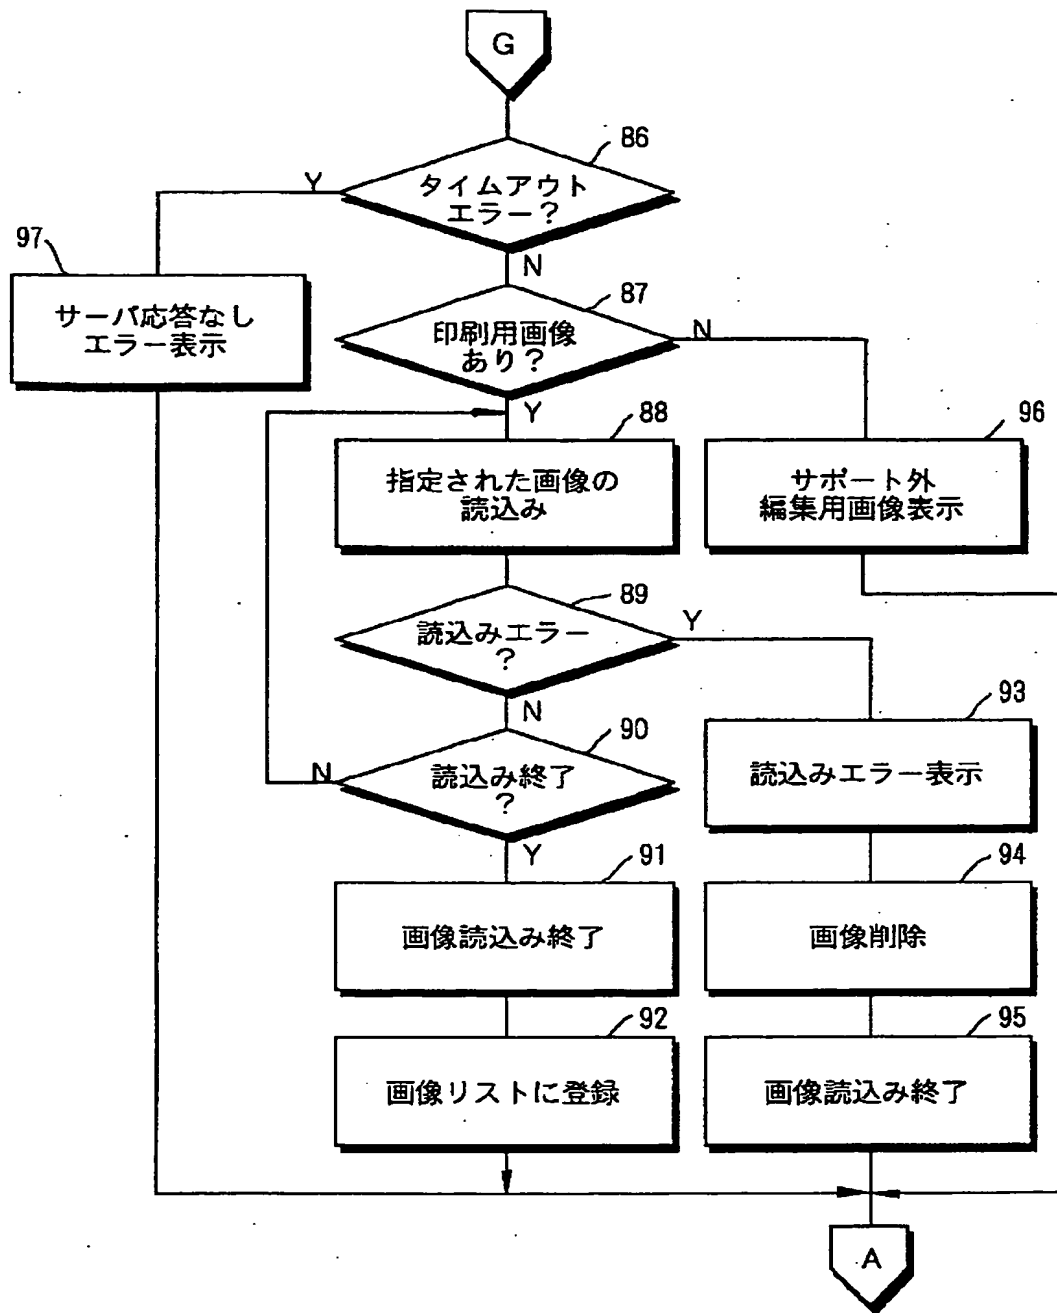 G
86
タイムアウト
エラー？
Y
N
97
サーバ応答なし
エラー表示
87
印刷用画像
あり？
N
Y
88
指定された画像の
読込み
96
サポート外
編集用画像表示
89
読込みエラー
？
Y
N
93
読込みエラー表示
90
読込み終了
？
N
Y
91
画像読込み終了
94
画像削除
92
画像リストに登録
95
画像読込み終了
A